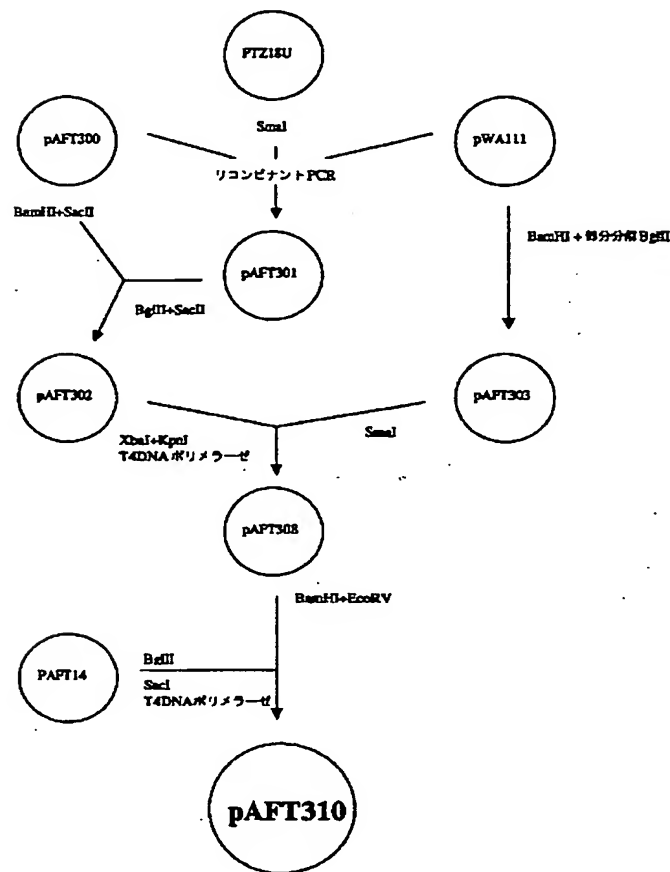 PTZ18U
SmaI
pAFT300
pWA111
リコンビナントPCR
BamHI+SacII
BamHI + 部分分解BglII
pAFT301
BglII+SacII
pAFT302
pAFT303
SmaI
XbaI+KpnI
T4DNAポリメラーゼ
pAFT308
BamHI+EcoRV
PAFT14
BglII
SacI
T4DNAポリメラーゼ
pAFT310